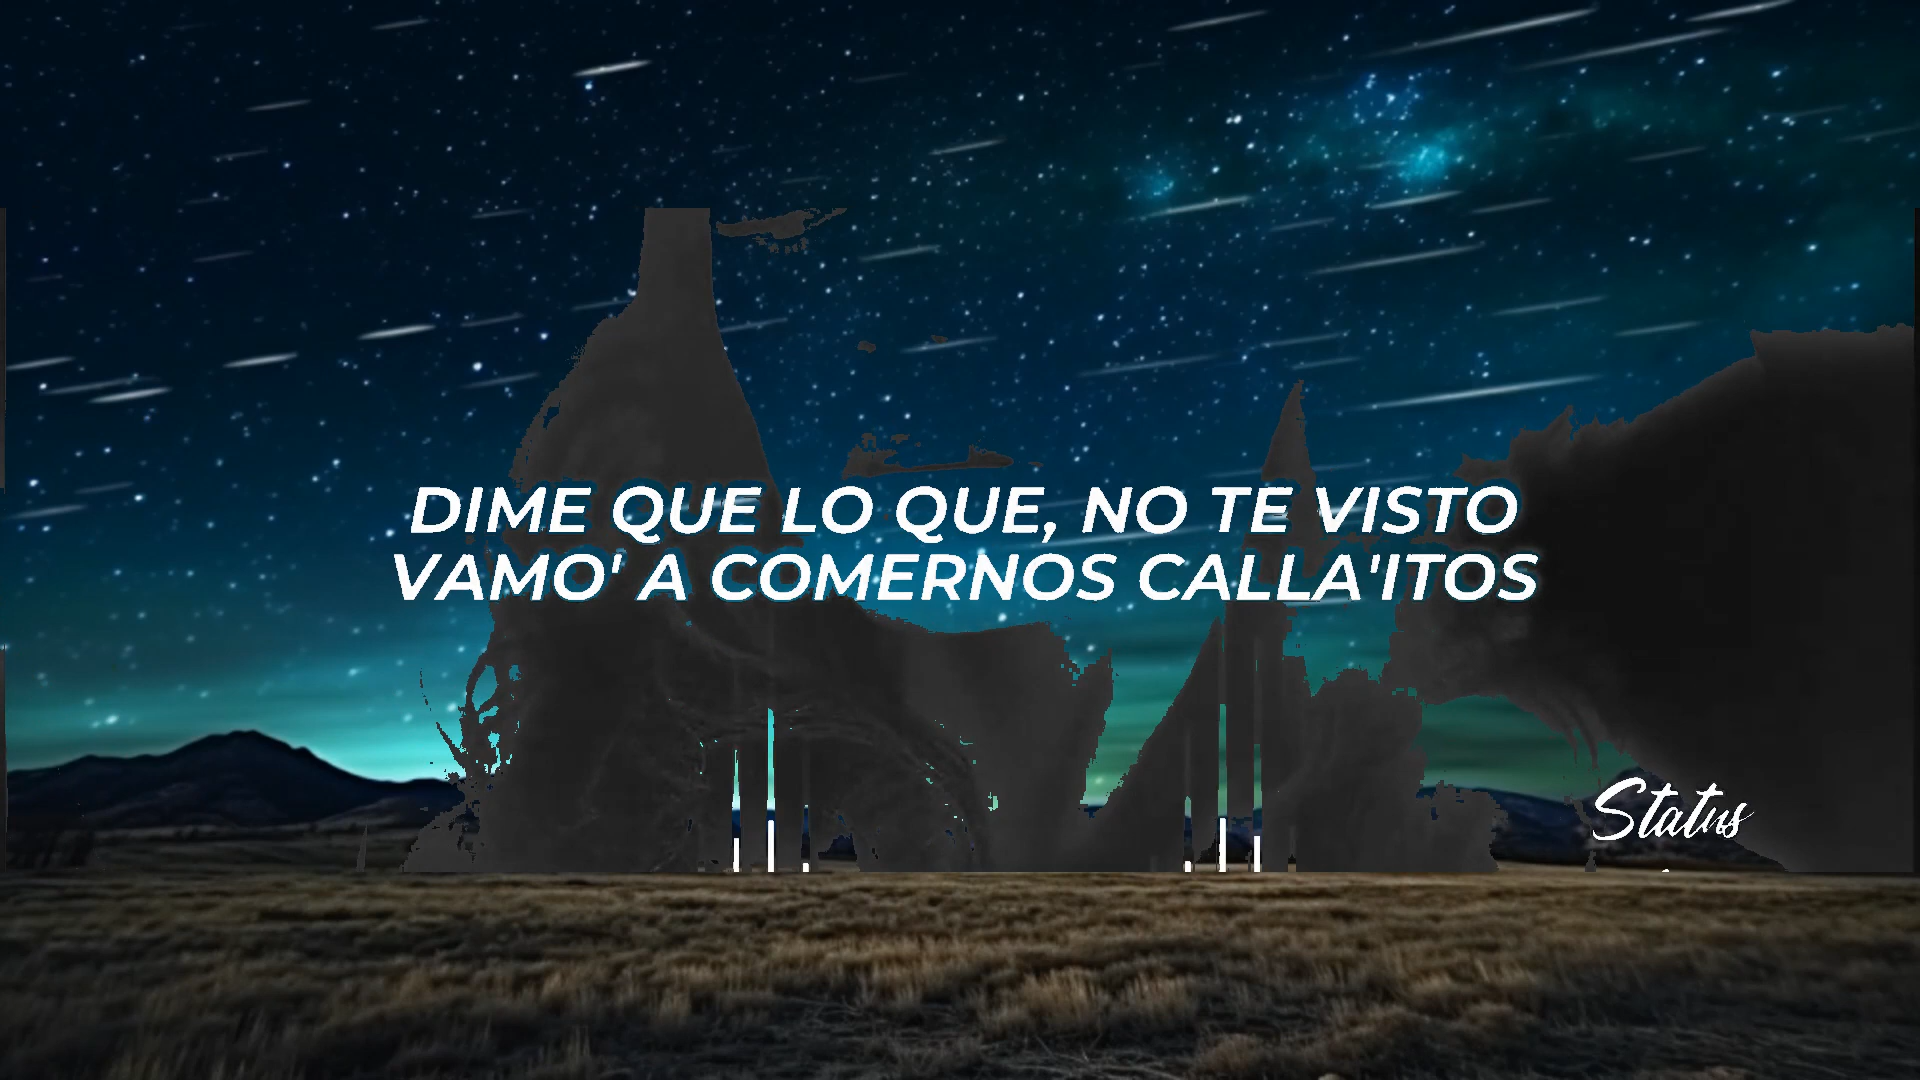 DIME QUE LO QUE, NO TE VISTO
VAMO' A COMERNOS CALLA'ITOS
Status